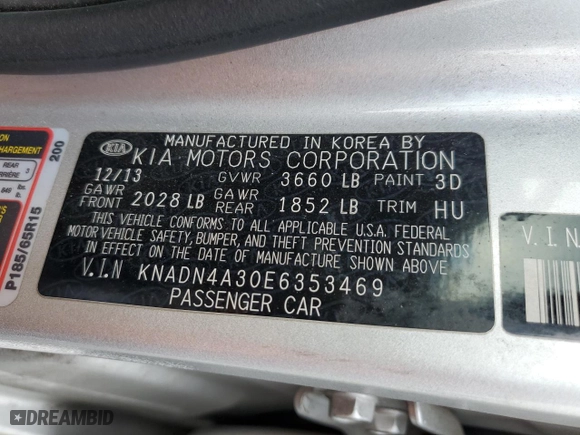 MANUFACTURED IN KOREA BY
KIA KIA MOTORS CORPORATION
12/13 GVWR 3660 LB PAINT 3D
GAWR FRONT 2028 LB GAWR REAR 1852 LB TRIM HU
THIS VEHICLE CONFORMS TO ALL APPLICABLE U.S.A. FEDERAL
MOTOR VEHICLE SAFETY, BUMPER, AND THEFT PREVENTION STANDARDS
IN EFFECT ON THE DATE OF MANUFACTURE SHOWN ABOVE
V.I.N KNADN4A30E6353469
PASSENGER CAR
HARGEMENT
REAR
200
P185/65R15
V.I.N
DREAMBID